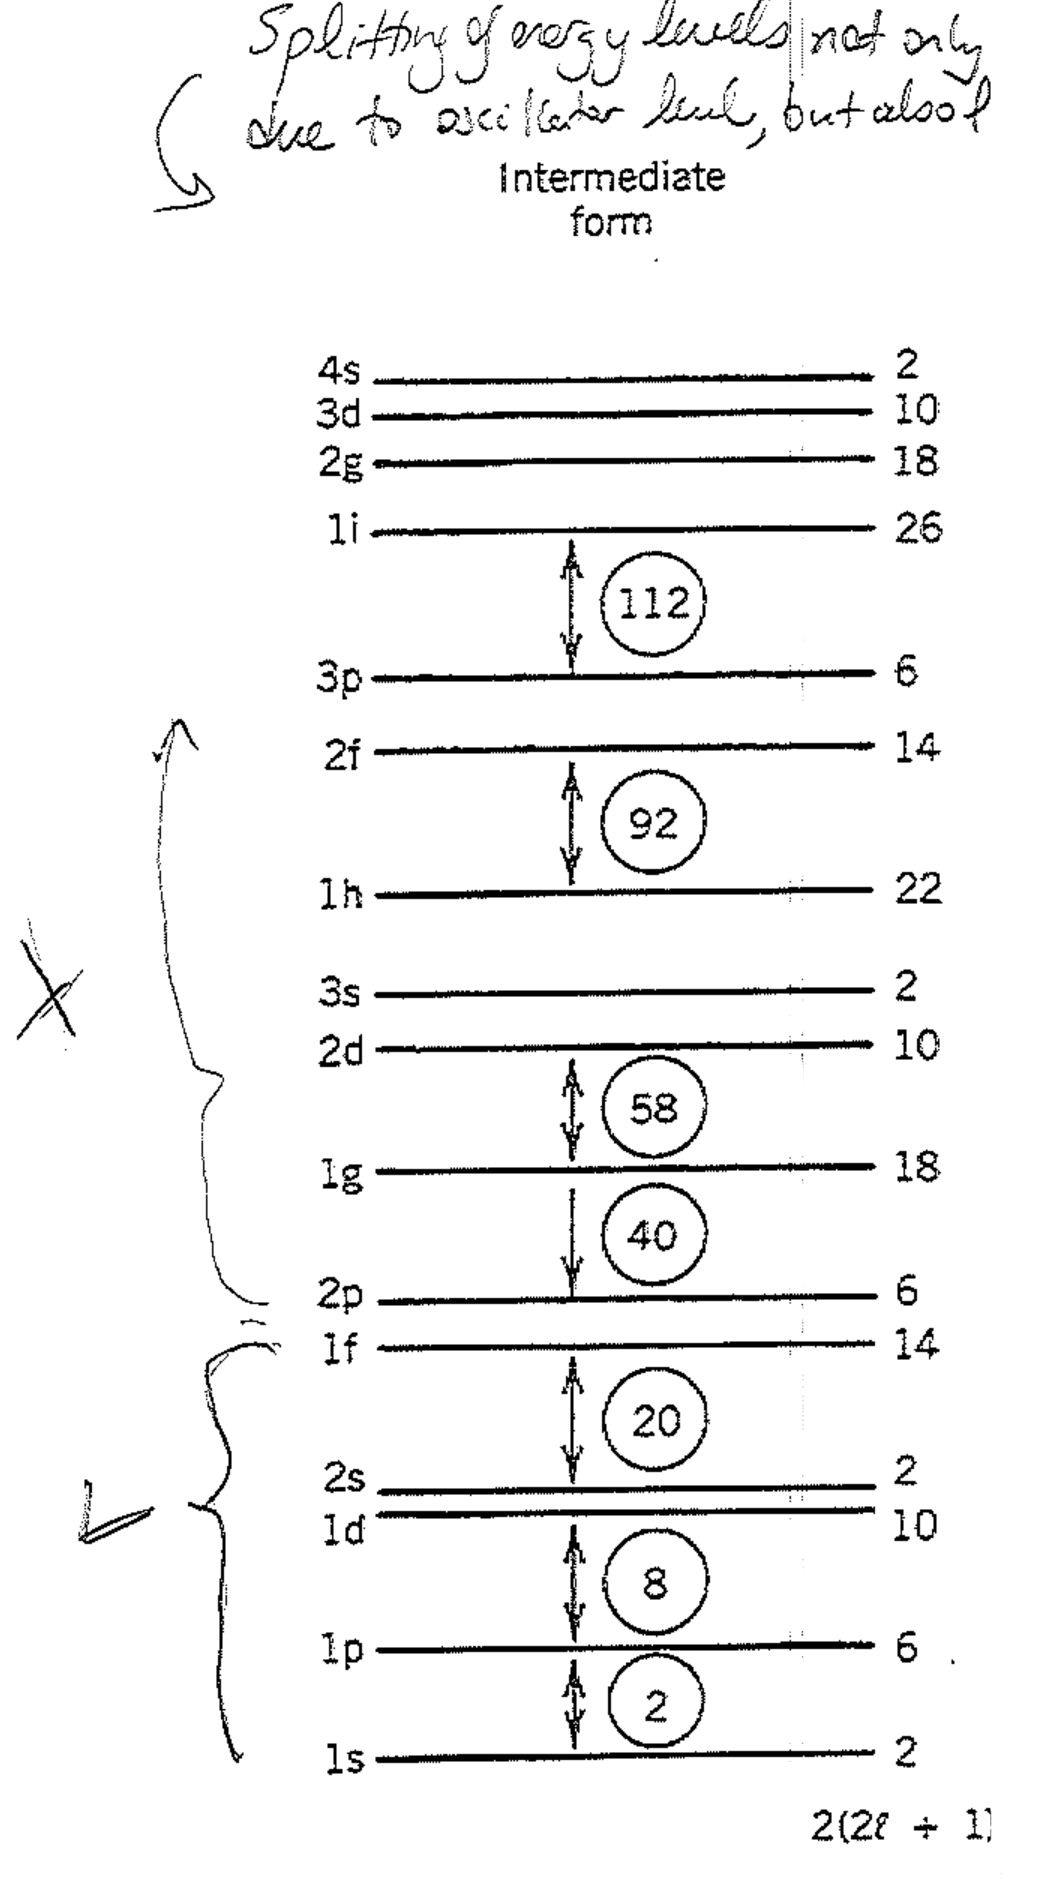 Splitting of energy levels not only
due to oscillator level, but also l
Intermediate
form
4s 2
3d 10
2g 18
1i 26
112
3p 6
2f 14
92
1h 22
3s 2
2d 10
58
1g 18
40
2p 6
1f 14
20
2s 2
1d 10
8
1p 6
2
1s 2
2(2ℓ + 1)